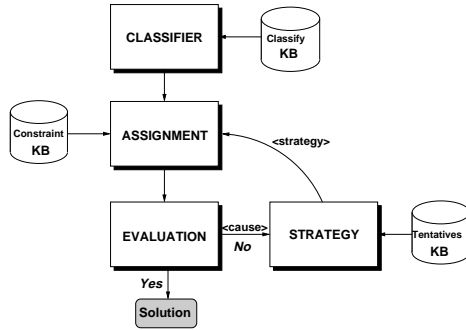 CLASSIFIER
Classify
KB
Constraint
KB
ASSIGNMENT
<strategy>
EVALUATION
<cause>
No
STRATEGY
Tentatives
KB
Yes
Solution